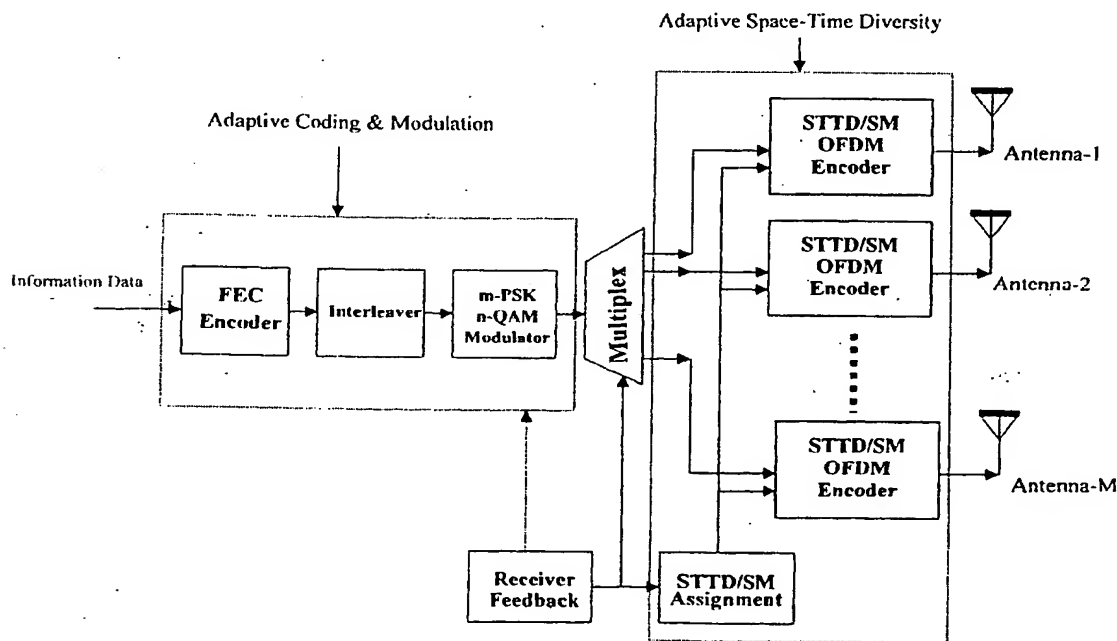 Adaptive Space-Time Diversity
Adaptive Coding & Modulation
STTD/SM
OFDM
Encoder
Antenna-1
STTD/SM
OFDM
Encoder
Antenna-2
Information Data
FEC
Encoder
Interleaver
m-PSK
n-QAM
Modulator
Multiplex
STTD/SM
OFDM
Encoder
Antenna-M
Receiver
Feedback
STTD/SM
Assignment